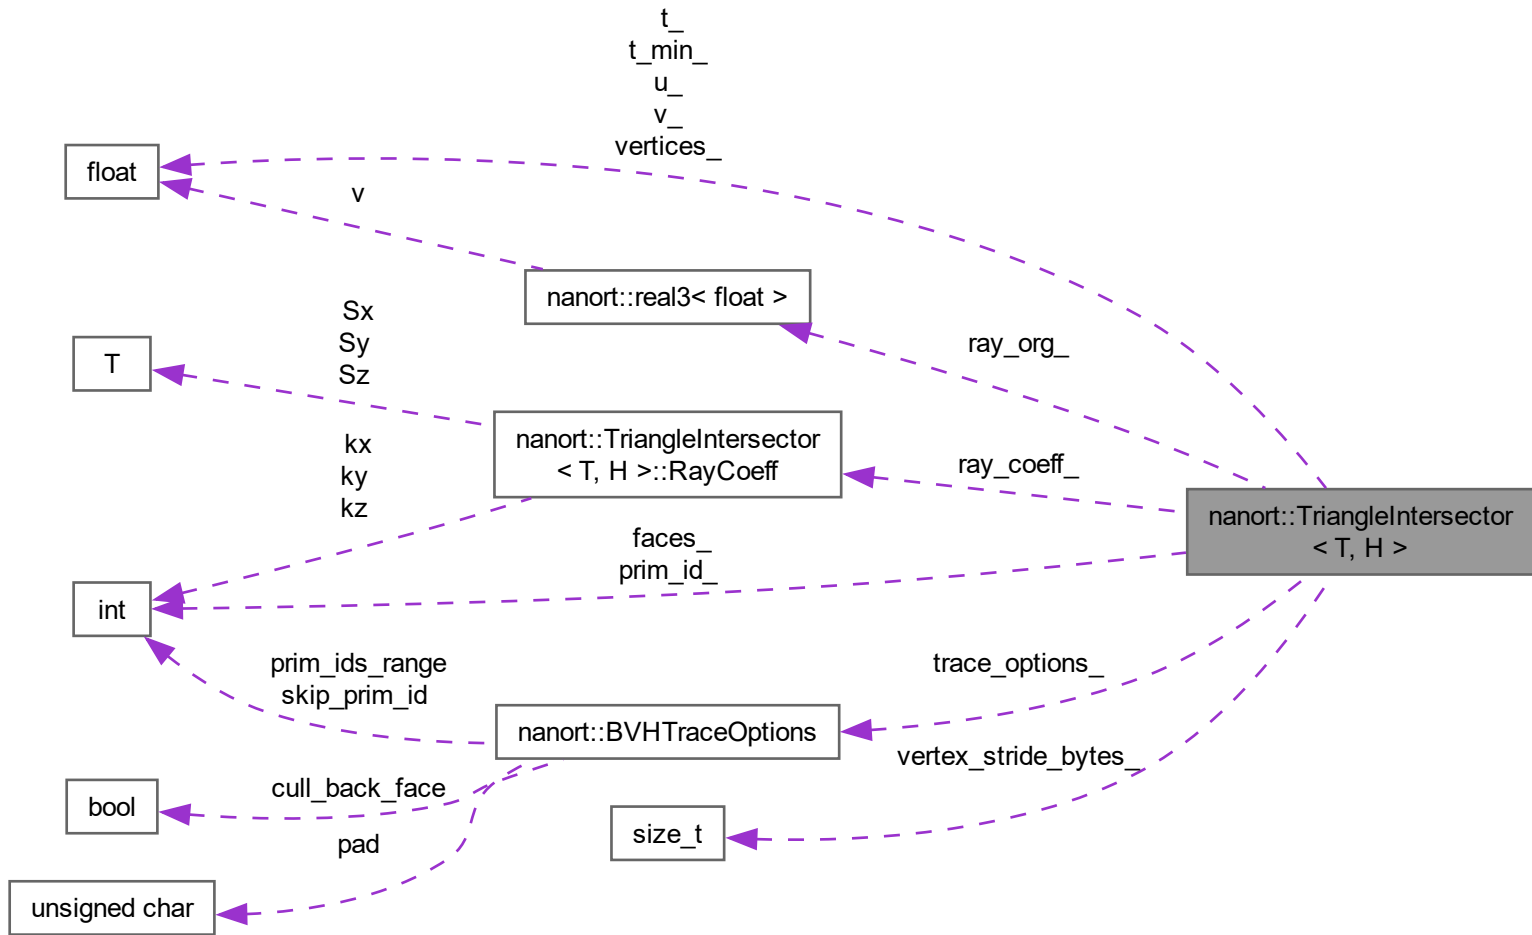 t_
t_min_
u_
v_
vertices_
float
v
nanort::real3< float >
Sx
Sy
Sz
ray_org_
T
nanort::TriangleIntersector
< T, H >::RayCoeff
kx
ky
kz
ray_coeff_
nanort::TriangleIntersector
< T, H >
faces_
prim_id_
int
prim_ids_range
skip_prim_id
trace_options_
nanort::BVHTraceOptions
vertex_stride_bytes_
cull_back_face
bool
size_t
pad
unsigned char